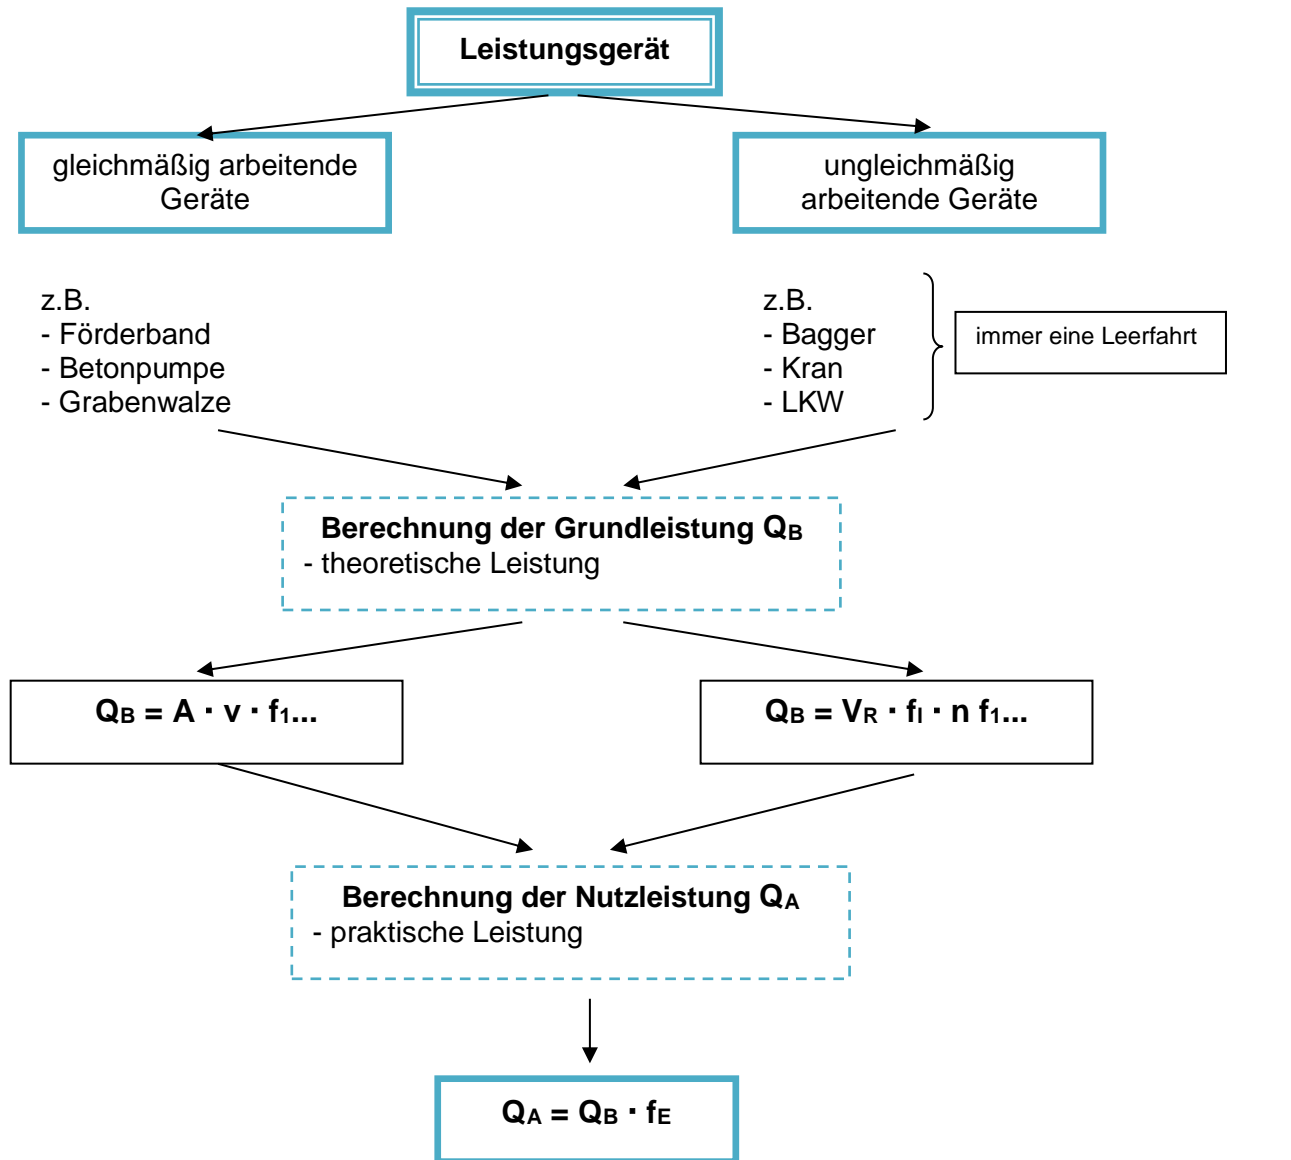 Leistungsgerät
gleichmäßig arbeitende
Geräte
ungleichmäßig
arbeitende Geräte
z.B.
- Förderband
- Betonpumpe
- Grabenwalze
z.B.
- Bagger
- Kran
- LKW
immer eine Leerfahrt
Berechnung der Grundleistung QB
- theoretische Leistung
QB = A · v · f1...
QB = VR · fl · n f1...
Berechnung der Nutzleistung QA
- praktische Leistung
QA = QB · fE